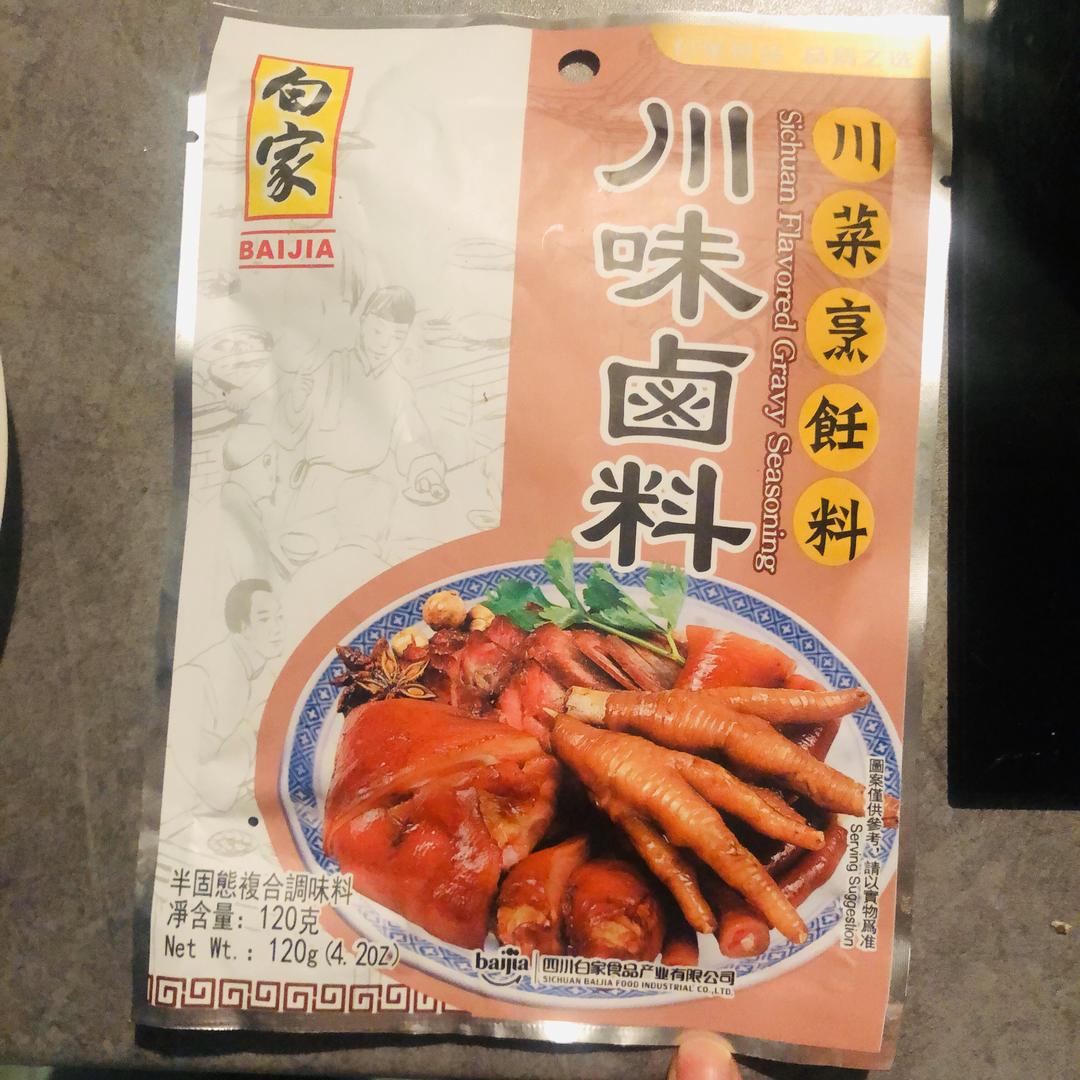 白家
BAIJIA
川味鹵料
Sichuan Flavored Gravy Seasoning
川菜烹飪料
圖案僅供參考，請以實物爲准
Serving Suggestion
半固態複合調味料
凈含量：120克
Net Wt.: 120g (4.2OZ)
baijia
四川白家食品产业有限公司
SICHUAN BAIJIA FOOD INDUSTRIAL CO.,LTD.